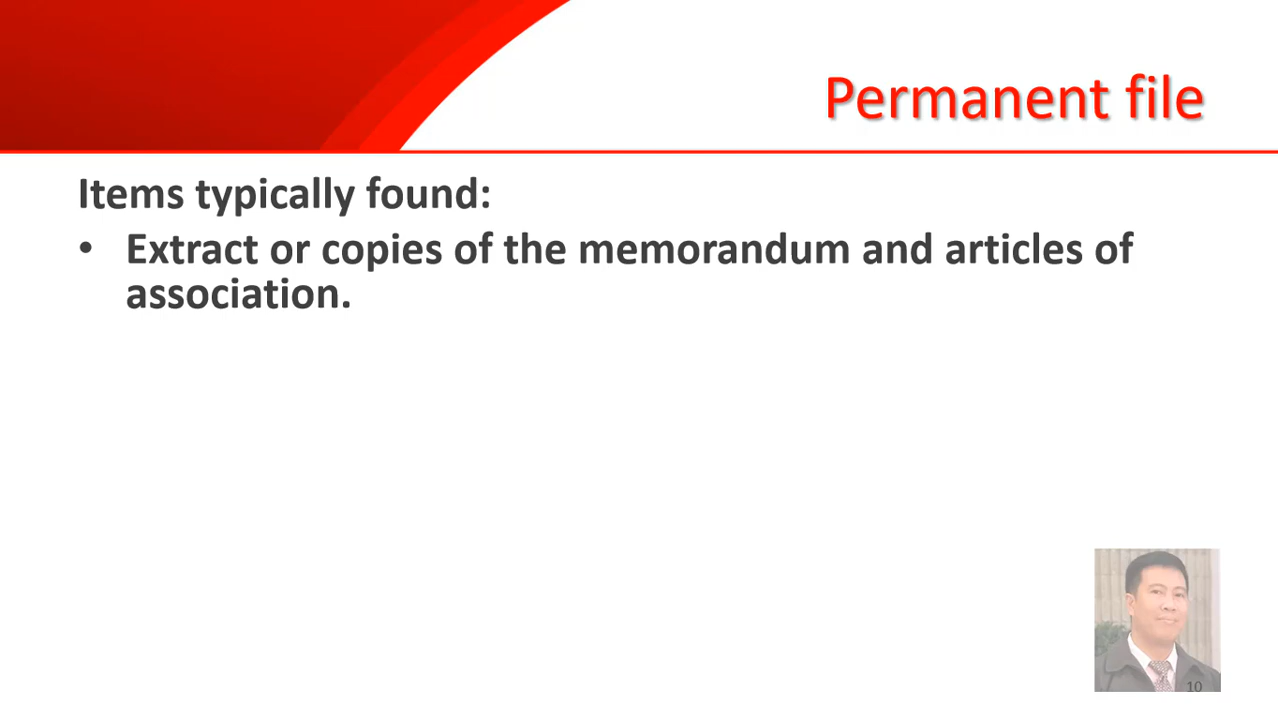 Permanent file
Items typically found:
• Extract or copies of the memorandum and articles of
association.
10